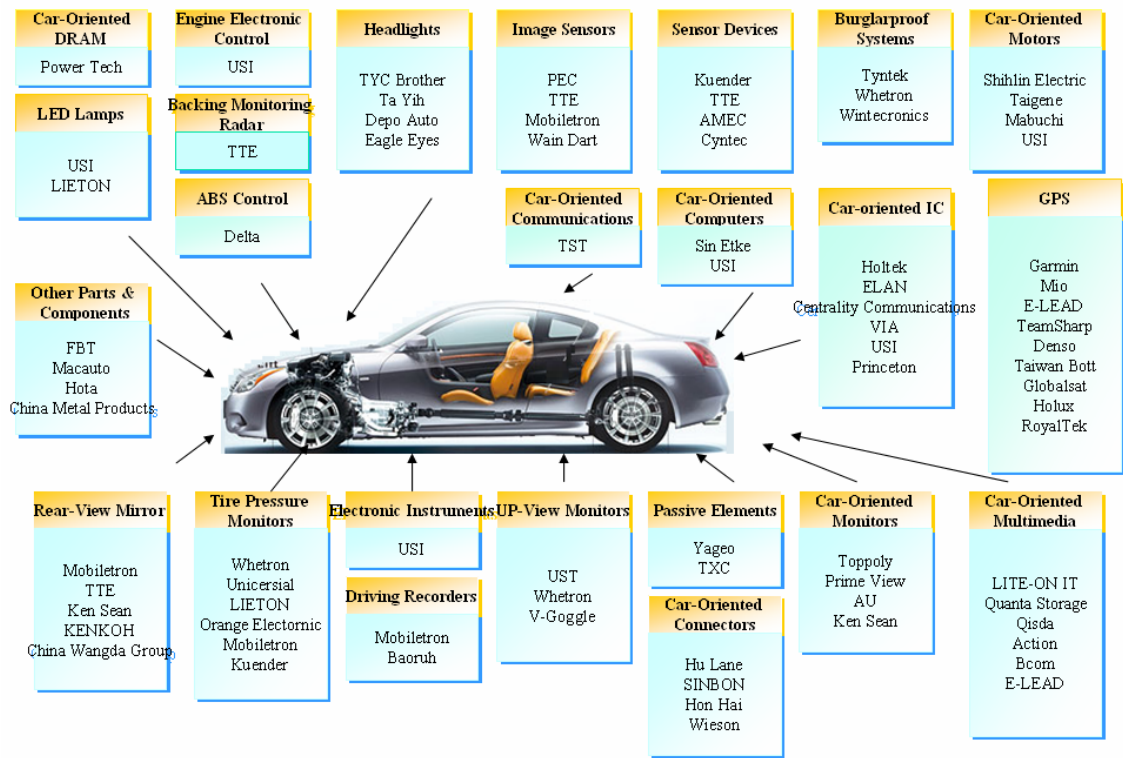 Car-Oriented
DRAM
Power Tech
Engine Electronic
Control
USI
Headlights
TYC Brother
Ta Yih
Depo Auto
Eagle Eyes
Image Sensors
PEC
TTE
Mobiletron
Wain Dart
Sensor Devices
Kuender
TTE
AMEC
Cyntec
Burglarproof
Systems
Tyntek
Whetron
Wintecronics
Car-Oriented
Motors
Shihlin Electric
Taigene
Mabuchi
USI
LED Lamps
USI
LIETON
Backing Monitoring
Radar
TTE
ABS Control
Delta
Car-Oriented
Communications
TST
Car-Oriented
Computers
Sin Etke
USI
Car-oriented IC
Holtek
ELAN
Centrality Communications
VIA
USI
Princeton
GPS
Garmin
Mio
E-LEAD
TeamSharp
Denso
Taiwan Bott
Globalsat
Holux
RoyalTek
Other Parts &
Components
FBT
Macauto
Hota
China Metal Products
Rear-View Mirror
Mobiletron
TTE
Ken Sean
KENKOH
China Wangda Group
Tire Pressure
Monitors
Whetron
Unicersial
LIETON
Orange Electornic
Mobiletron
Kuender
Electronic Instruments
USI
Driving Recorders
Mobiletron
Baoruh
UP-View Monitors
UST
Whetron
V-Goggle
Passive Elements
Yageo
TXC
Car-Oriented
Connectors
Hu Lane
SINBON
Hon Hai
Wieson
Car-Oriented
Monitors
Toppoly
Prime View
AU
Ken Sean
Car-Oriented
Multimedia
LITE-ON IT
Quanta Storage
Qisda
Action
Bcom
E-LEAD